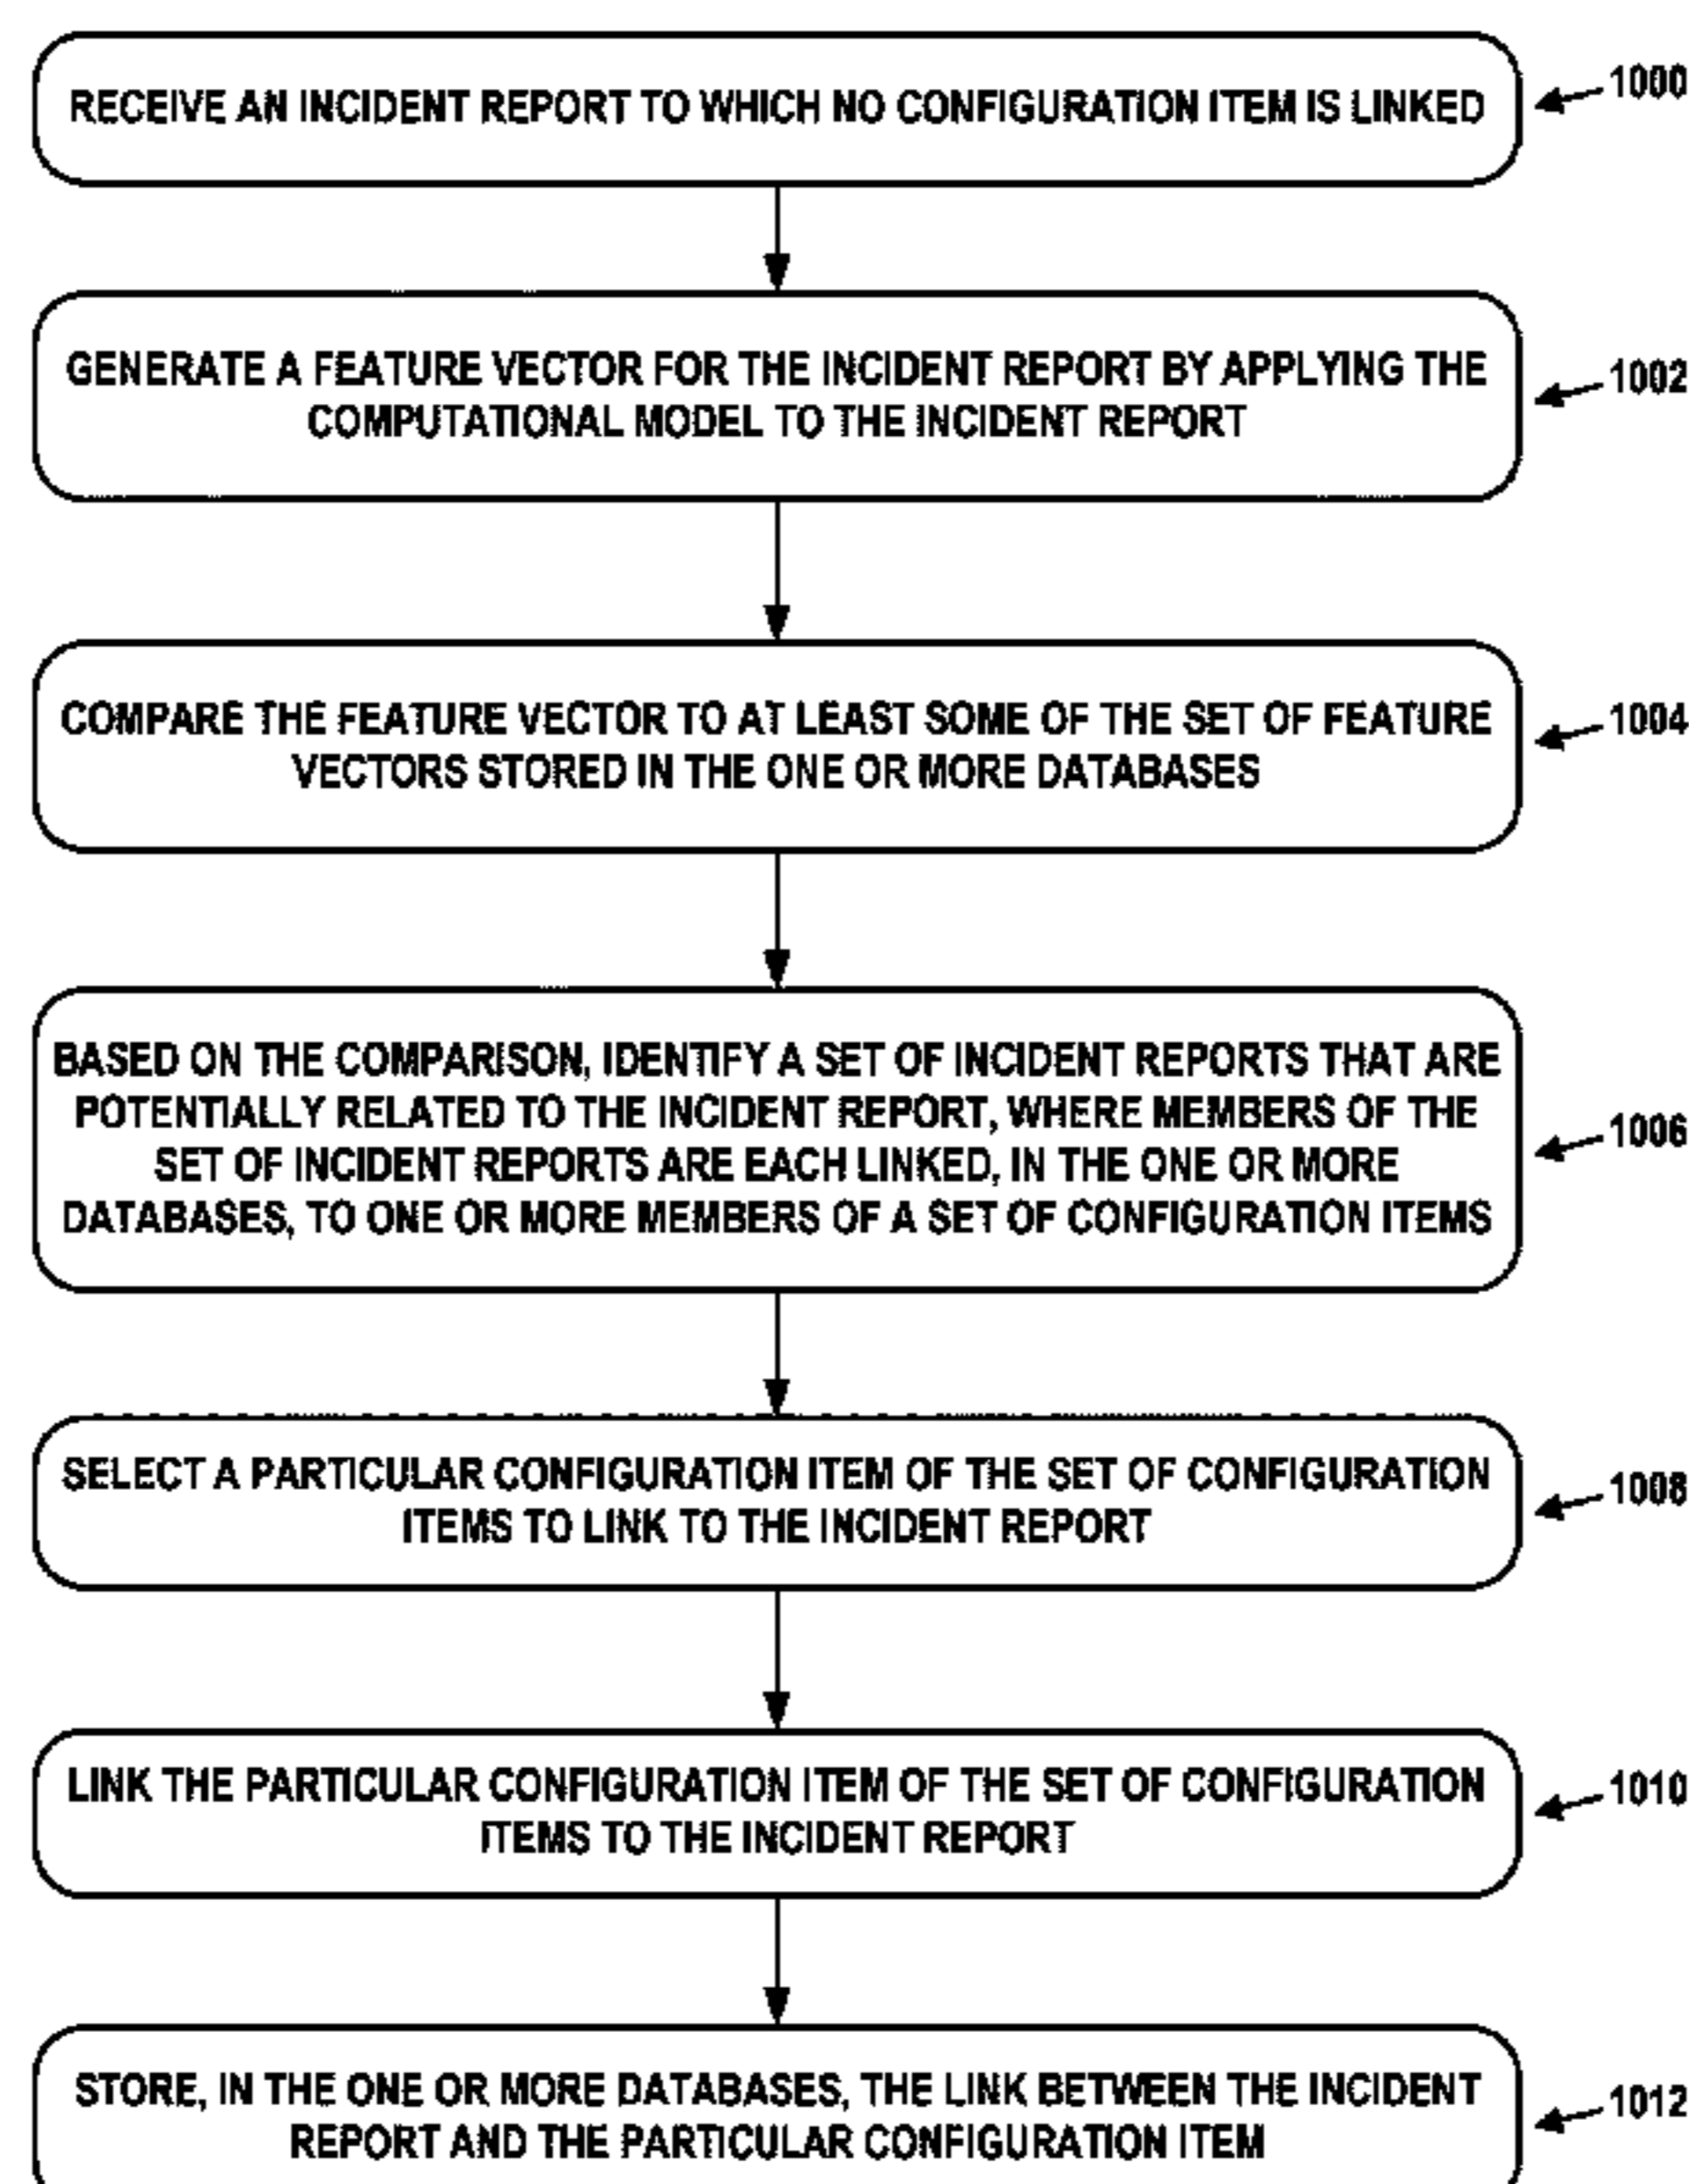 RECEIVE AN INCIDENT REPORT TO WHICH NO CONFIGURATION ITEM IS LINKED
1000
GENERATE A FEATURE VECTOR FOR THE INCIDENT REPORT BY APPLYING THE
COMPUTATIONAL MODEL TO THE INCIDENT REPORT
1002
COMPARE THE FEATURE VECTOR TO AT LEAST SOME OF THE SET OF FEATURE
VECTORS STORED IN THE ONE OR MORE DATABASES
1004
BASED ON THE COMPARISON, IDENTIFY A SET OF INCIDENT REPORTS THAT ARE
POTENTIALLY RELATED TO THE INCIDENT REPORT, WHERE MEMBERS OF THE
SET OF INCIDENT REPORTS ARE EACH LINKED, IN THE ONE OR MORE
DATABASES, TO ONE OR MORE MEMBERS OF A SET OF CONFIGURATION ITEMS
1006
SELECT A PARTICULAR CONFIGURATION ITEM OF THE SET OF CONFIGURATION
ITEMS TO LINK TO THE INCIDENT REPORT
1008
LINK THE PARTICULAR CONFIGURATION ITEM OF THE SET OF CONFIGURATION
ITEMS TO THE INCIDENT REPORT
1010
STORE, IN THE ONE OR MORE DATABASES, THE LINK BETWEEN THE INCIDENT
REPORT AND THE PARTICULAR CONFIGURATION ITEM
1012